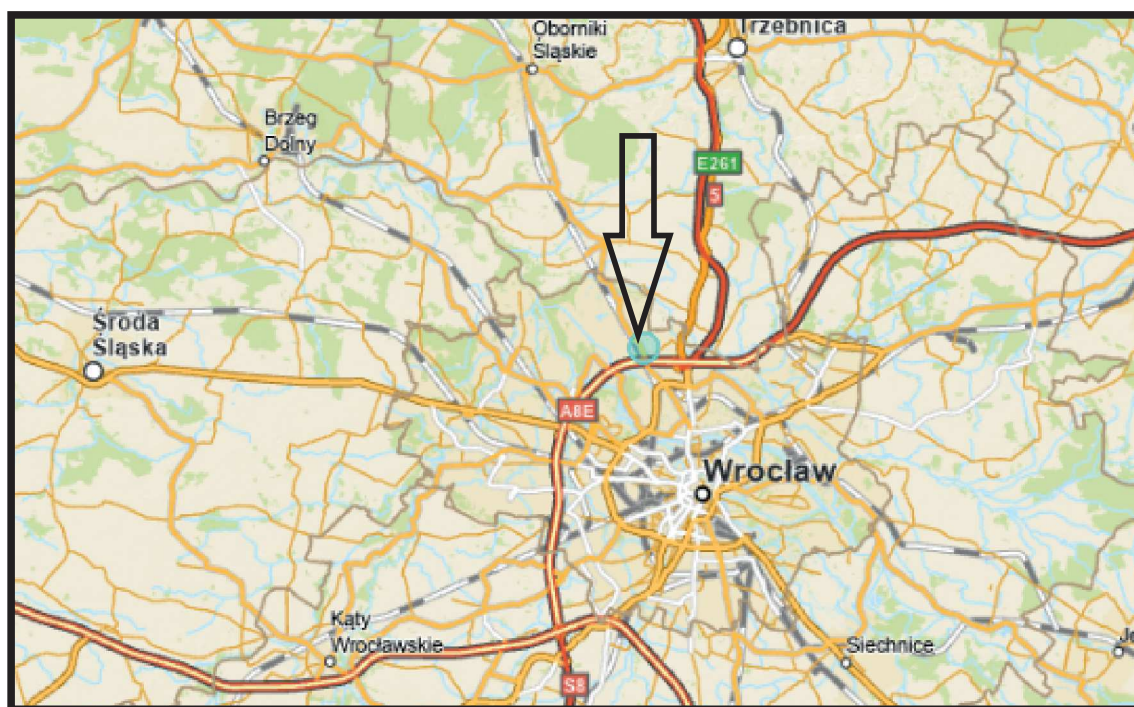 Oborniki
Śląskie
Trzebnica
Brzeg
Dolny
E261
5
Środa
Śląska
A8E
Wrocław
Kąty
Wrocławskie
Siechnice
S8